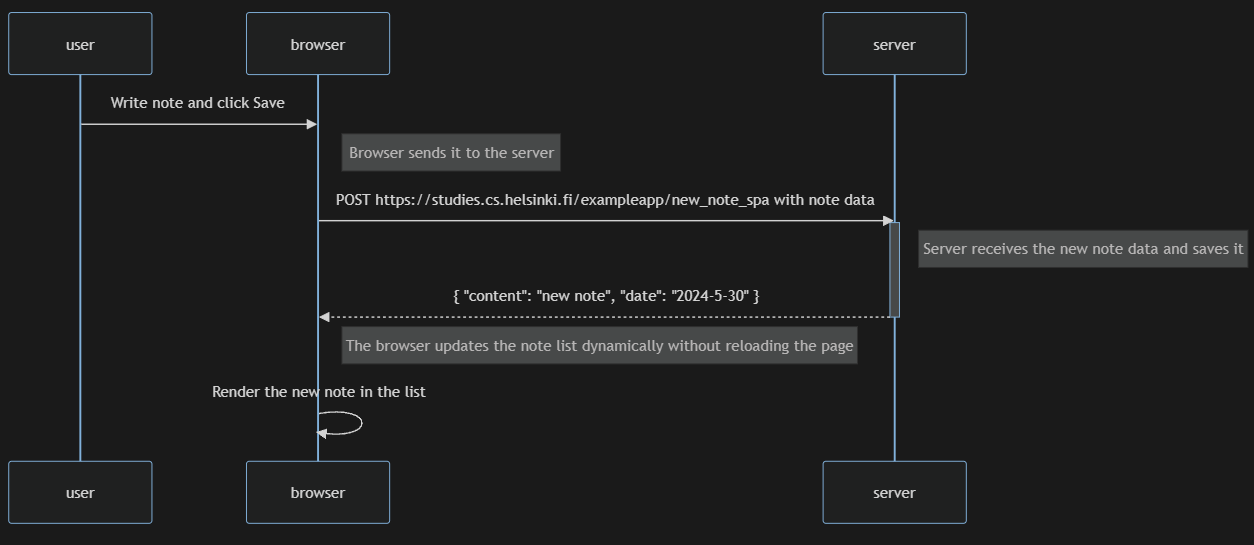 user
browser
server
Write note and click Save
Browser sends it to the server
POST https://studies.cs.helsinki.fi/exampleapp/new_note_spa with note data
Server receives the new note data and saves it
{ "content": "new note", "date": "2024-5-30" }
The browser updates the note list dynamically without reloading the page
Render the new note in the list
user
browser
server